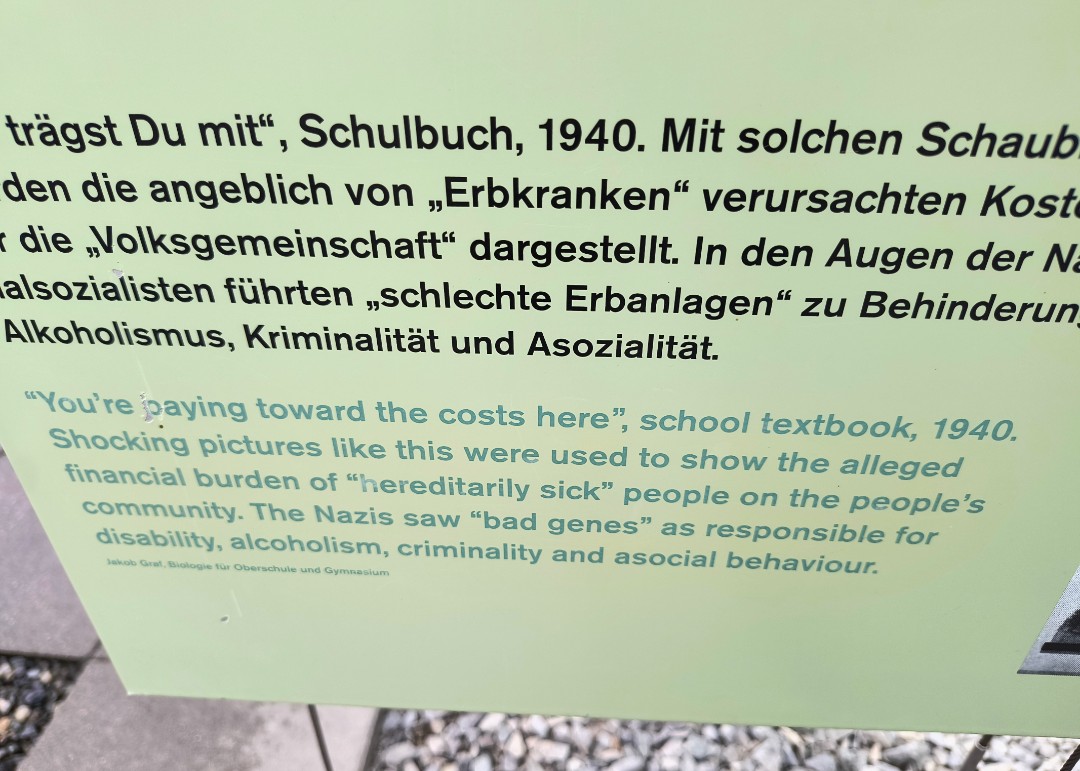 trägst Du mit“, Schulbuch, 1940. Mit solchen Schaub
den die angeblich von „Erbkranken“ verursachten Kost
die „Volksgemeinschaft“ dargestellt. In den Augen der Na
alsozialisten führten „schlechte Erbanlagen“ zu Behinderung
Alkoholismus, Kriminalität und Asozialität.
“You’re paying toward the costs here”, school textbook, 1940.
Shocking pictures like this were used to show the alleged
financial burden of “hereditarily sick” people on the people’s
community. The Nazis saw “bad genes” as responsible for
disability, alcoholism, criminality and asocial behaviour.
Jakob Graf, Biologie für Oberschule und Gymnasium